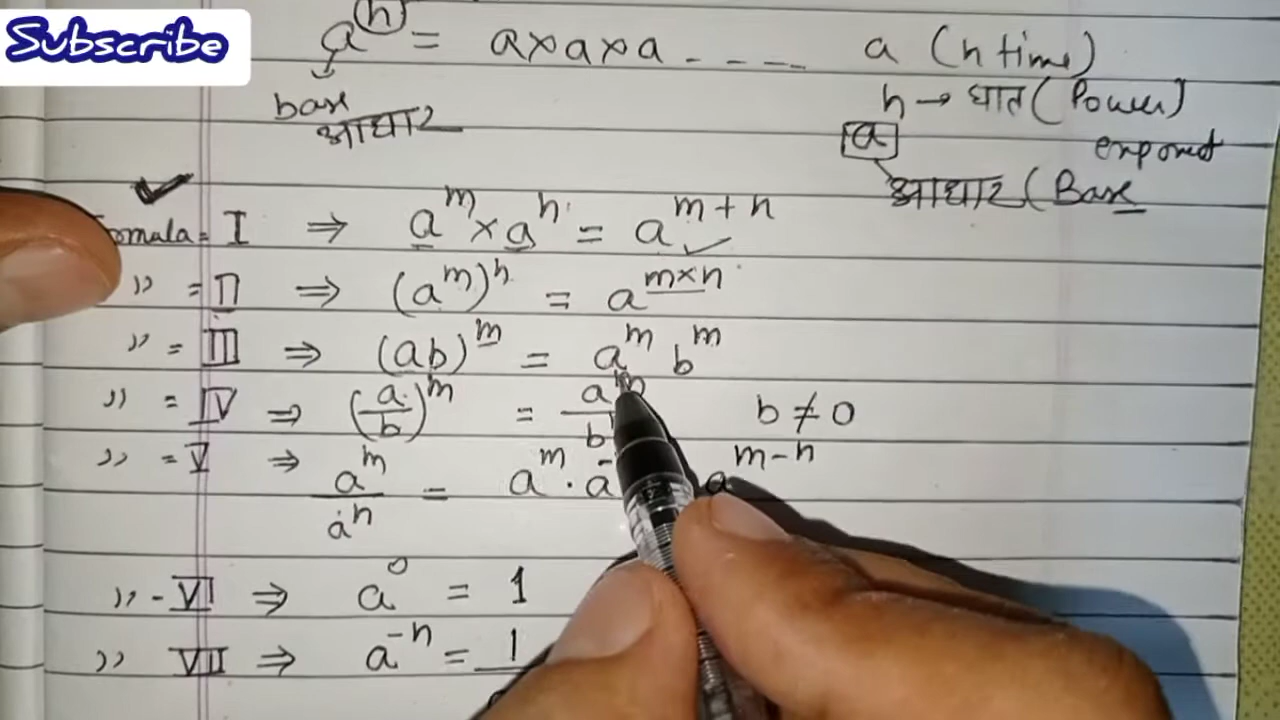 Subscribe
aⁿ = a×a×a - - - - a (n time)
base
आधार
n → घात (Power)
exponent
a
आधार (Base
Formula = I ⇒ aᵐ × aⁿ = aᵐ⁺ⁿ
,, = II ⇒ (aᵐ)ⁿ = aᵐˣⁿ
,, = III ⇒ (ab)ᵐ = aᵐ bᵐ
,, = IV ⇒ (a/b)ᵐ = aᵐ/b b ≠ 0
,, = V ⇒ aᵐ/aⁿ = aᵐ · a⁻ aᵐ⁻ⁿ
,, - VI ⇒ a⁰ = 1
,, VII ⇒ a⁻ⁿ = 1